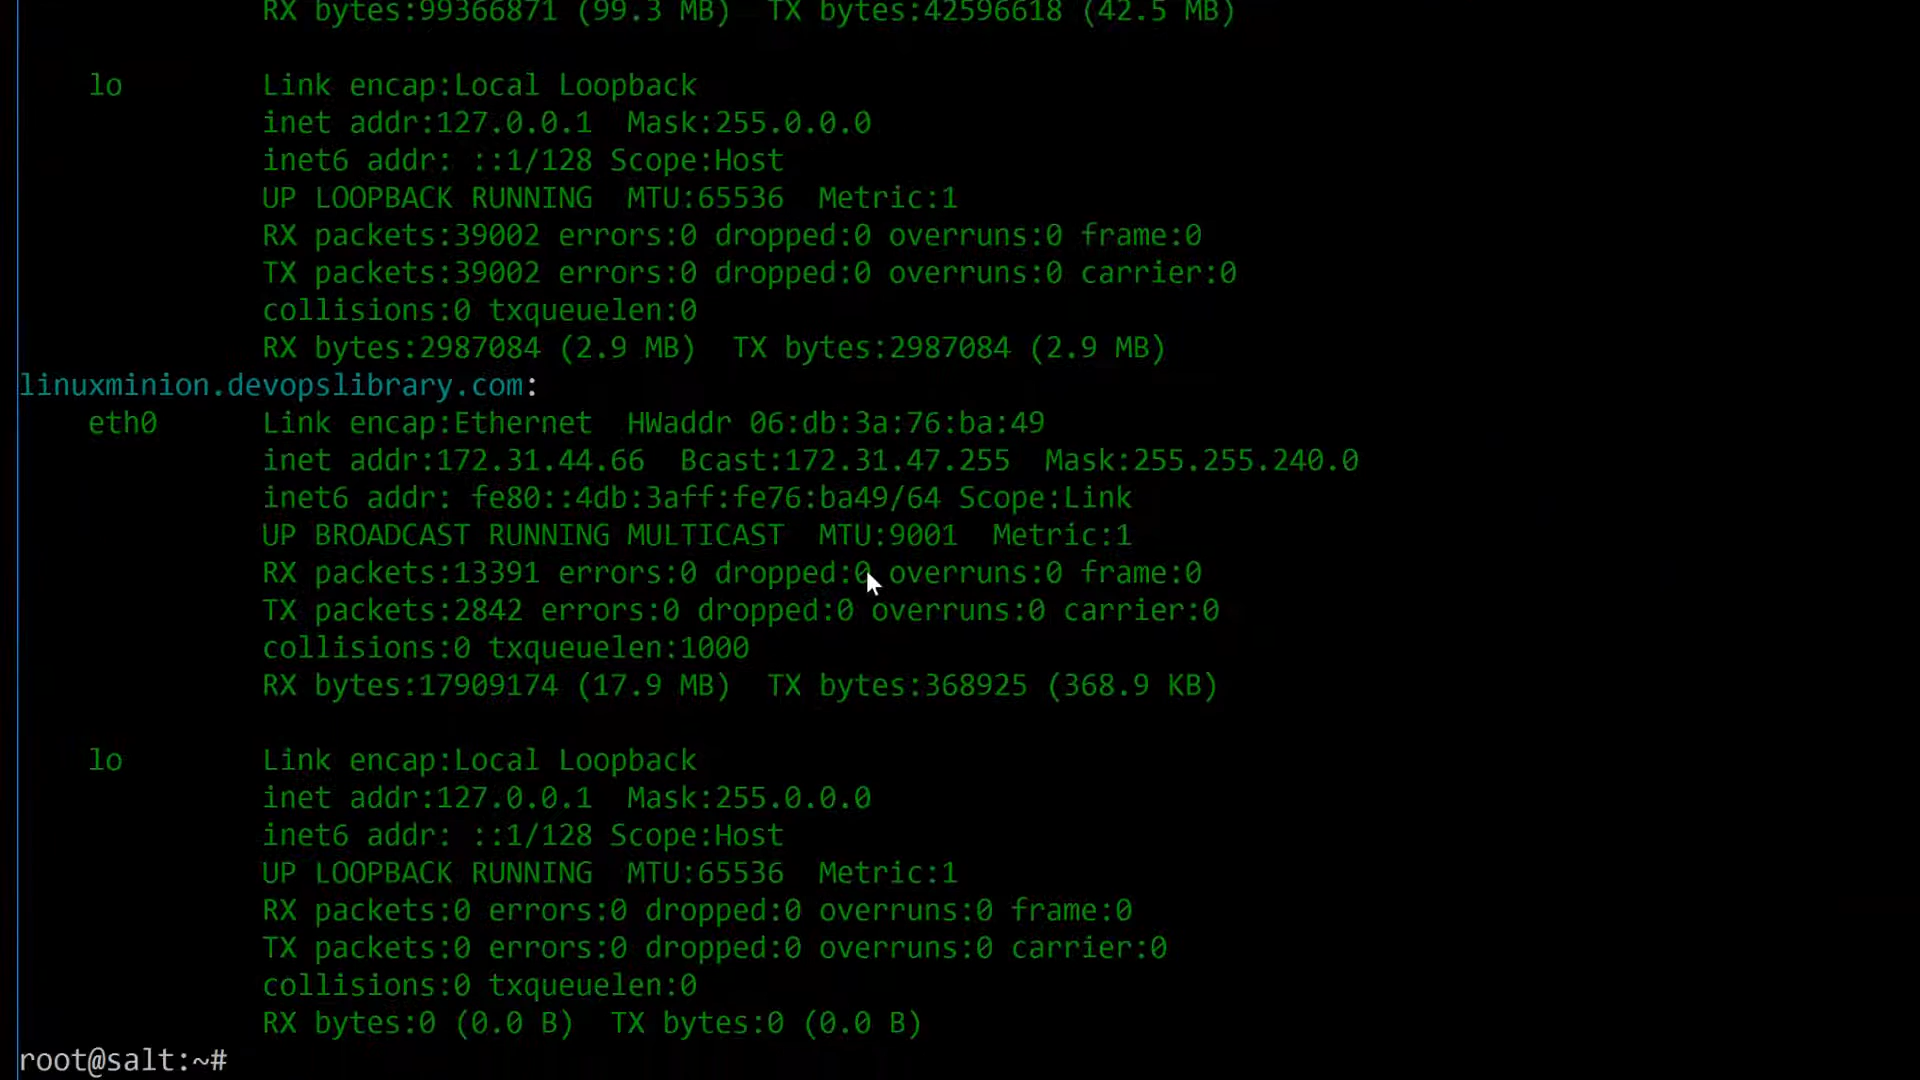 RX bytes:99366871 (99.3 MB)  TX bytes:42596618 (42.5 MB)
lo        Link encap:Local Loopback
inet addr:127.0.0.1  Mask:255.0.0.0
inet6 addr: ::1/128 Scope:Host
UP LOOPBACK RUNNING  MTU:65536  Metric:1
RX packets:39002 errors:0 dropped:0 overruns:0 frame:0
TX packets:39002 errors:0 dropped:0 overruns:0 carrier:0
collisions:0 txqueuelen:0
RX bytes:2987084 (2.9 MB)  TX bytes:2987084 (2.9 MB)
linuxminion.devopslibrary.com:
eth0      Link encap:Ethernet  HWaddr 06:db:3a:76:ba:49
inet addr:172.31.44.66  Bcast:172.31.47.255  Mask:255.255.240.0
inet6 addr: fe80::4db:3aff:fe76:ba49/64 Scope:Link
UP BROADCAST RUNNING MULTICAST  MTU:9001  Metric:1
RX packets:13391 errors:0 dropped:0 overruns:0 frame:0
TX packets:2842 errors:0 dropped:0 overruns:0 carrier:0
collisions:0 txqueuelen:1000
RX bytes:17909174 (17.9 MB)  TX bytes:368925 (368.9 KB)
lo        Link encap:Local Loopback
inet addr:127.0.0.1  Mask:255.0.0.0
inet6 addr: ::1/128 Scope:Host
UP LOOPBACK RUNNING  MTU:65536  Metric:1
RX packets:0 errors:0 dropped:0 overruns:0 frame:0
TX packets:0 errors:0 dropped:0 overruns:0 carrier:0
collisions:0 txqueuelen:0
RX bytes:0 (0.0 B)  TX bytes:0 (0.0 B)
root@salt:~#